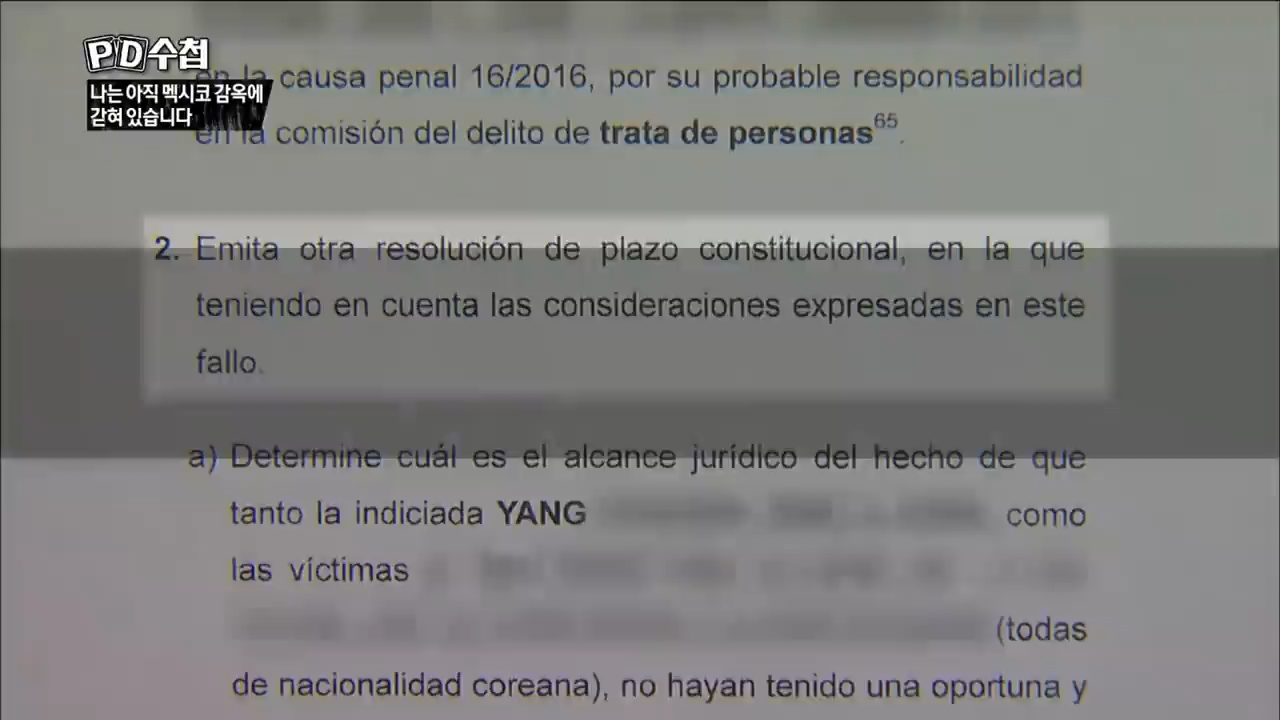 PD수첩
나는 아직 멕시코 감옥에
갇혀 있습니다
en la causa penal 16/2016, por su probable responsabilidad
en la comisión del delito de trata de personas65.
2. Emita otra resolución de plazo constitucional, en la que
teniendo en cuenta las consideraciones expresadas en este
fallo.
a) Determine cuál es el alcance jurídico del hecho de que
tanto la indiciada YANG como
las víctimas
(todas
de nacionalidad coreana), no hayan tenido una oportuna y